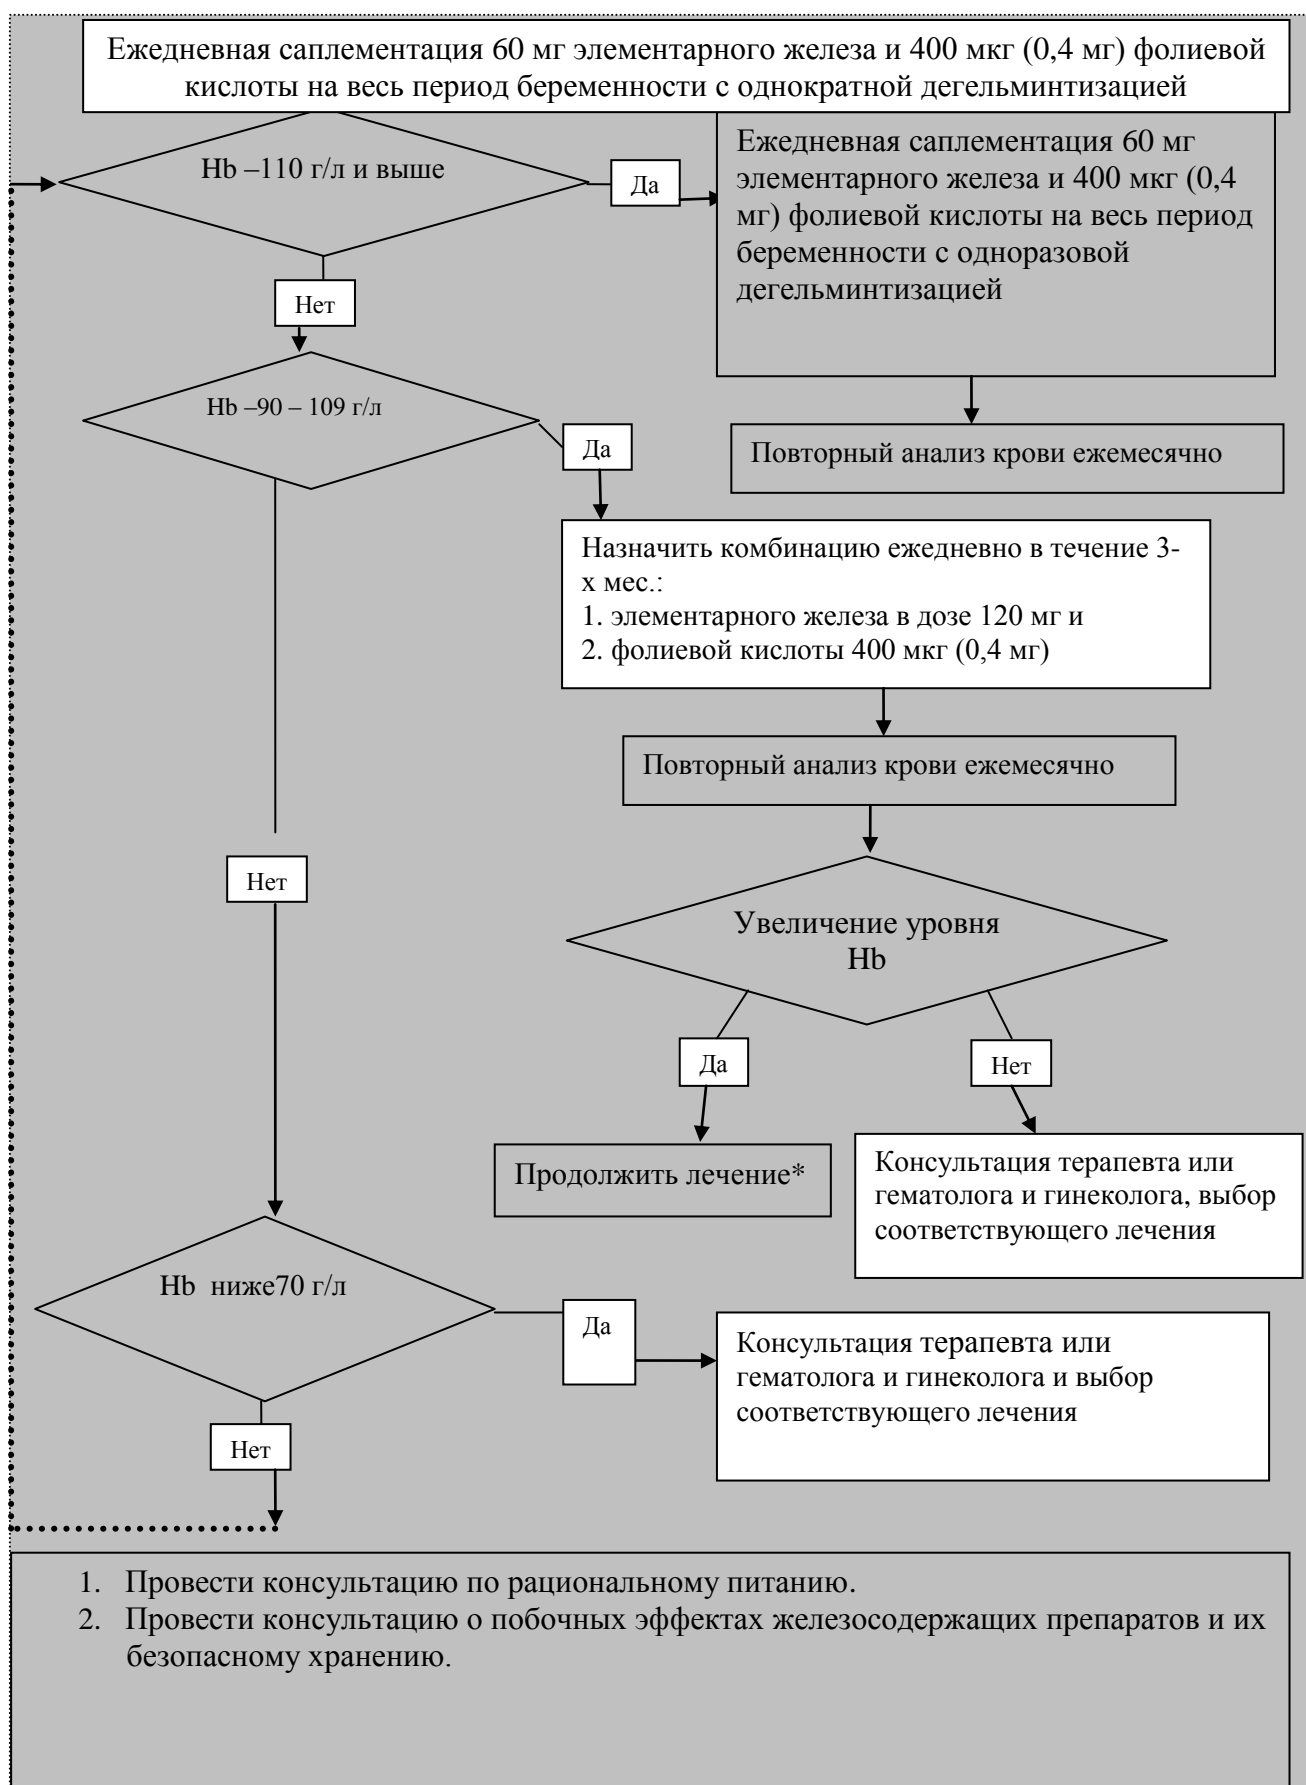 Ежедневная саплементация 60 мг элементарного железа и 400 мкг (0,4 мг) фолиевой
кислоты на весь период беременности с однократной дегельминтизацией
Hb –110 г/л и выше
Да
Ежедневная саплементация 60 мг
элементарного железа и 400 мкг (0,4
мг) фолиевой кислоты на весь период
беременности с одноразовой
дегельминтизацией
Нет
Hb –90 – 109 г/л
Да
Повторный анализ крови ежемесячно
Назначить комбинацию ежедневно в течение 3-
х мес.:
1. элементарного железа в дозе 120 мг и
2. фолиевой кислоты 400 мкг (0,4 мг)
Повторный анализ крови ежемесячно
Нет
Увеличение уровня
Hb
Да
Нет
Продолжить лечение*
Консультация терапевта или
гематолога и гинеколога, выбор
соответствующего лечения
Hb  ниже70 г/л
Да
Консультация терапевта или
гематолога и гинеколога и выбор
соответствующего лечения
Нет
1. Провести консультацию по рациональному питанию.
2. Провести консультацию о побочных эффектах железосодержащих препаратов и их
безопасному хранению.